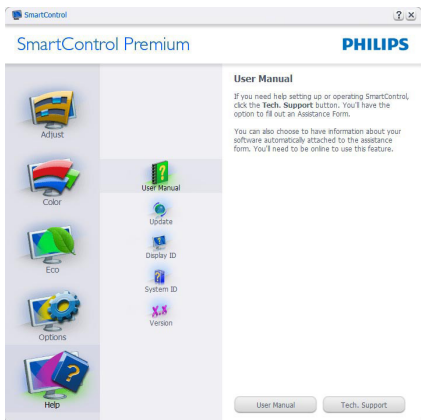 SmartControl
? ×
SmartControl Premium
PHILIPS
Adjust
Color
Eco
Options
Help
User Manual
Update
Display ID
System ID
X.X
Version
User Manual
If you need help setting up or operating SmartControl,
click the Tech. Support button. You'll have the
option to fill out an Assistance Form.
You can also choose to have information about your
software automatically attached to the assistance
form. You'll need to be online to use this feature.
User Manual
Tech. Support